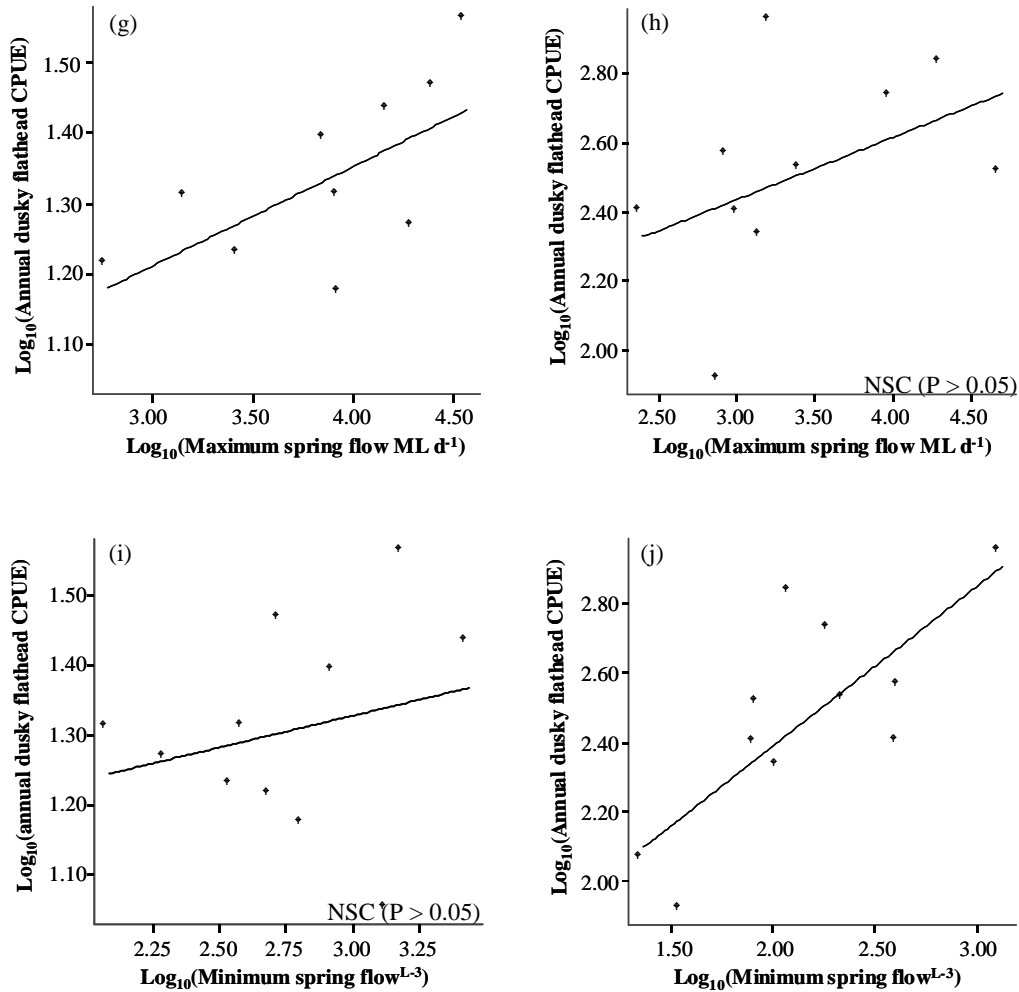 (g)
Log10(Annual dusky flathead CPUE)
1.50
1.40
1.30
1.20
1.10
3.00 3.50 4.00 4.50
Log10(Maximum spring flow ML d-1)
(h)
Log10(Annual dusky flathead CPUE)
2.80
2.60
2.40
2.20
2.00
NSC (P > 0.05)
2.50 3.00 3.50 4.00 4.50
Log10(Maximum spring flow ML d-1)
(i)
Log10(annual dusky flathead CPUE)
1.50
1.40
1.30
1.20
1.10
NSC (P > 0.05)
2.25 2.50 2.75 3.00 3.25
Log10(Minimum spring flowL-3)
(j)
Log10(Annual dusky flathead CPUE)
2.80
2.60
2.40
2.20
2.00
1.50 2.00 2.50 3.00
Log10(Minimum spring flowL-3)